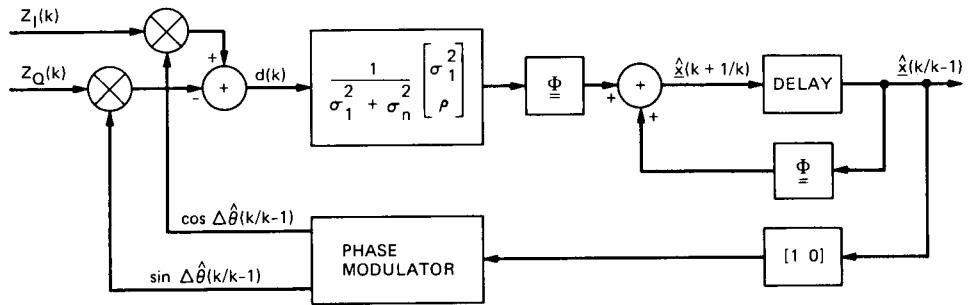 Z_I(k)
Z_Q(k)
+
-
+
d(k)
1
σ_1^2 + σ_n^2
[σ_1^2
ρ]
Φ
+
+
+
x̂(k + 1/k)
DELAY
x̂(k/k-1)
Φ
cos Δθ̂(k/k-1)
sin Δθ̂(k/k-1)
PHASE
MODULATOR
[1 0]